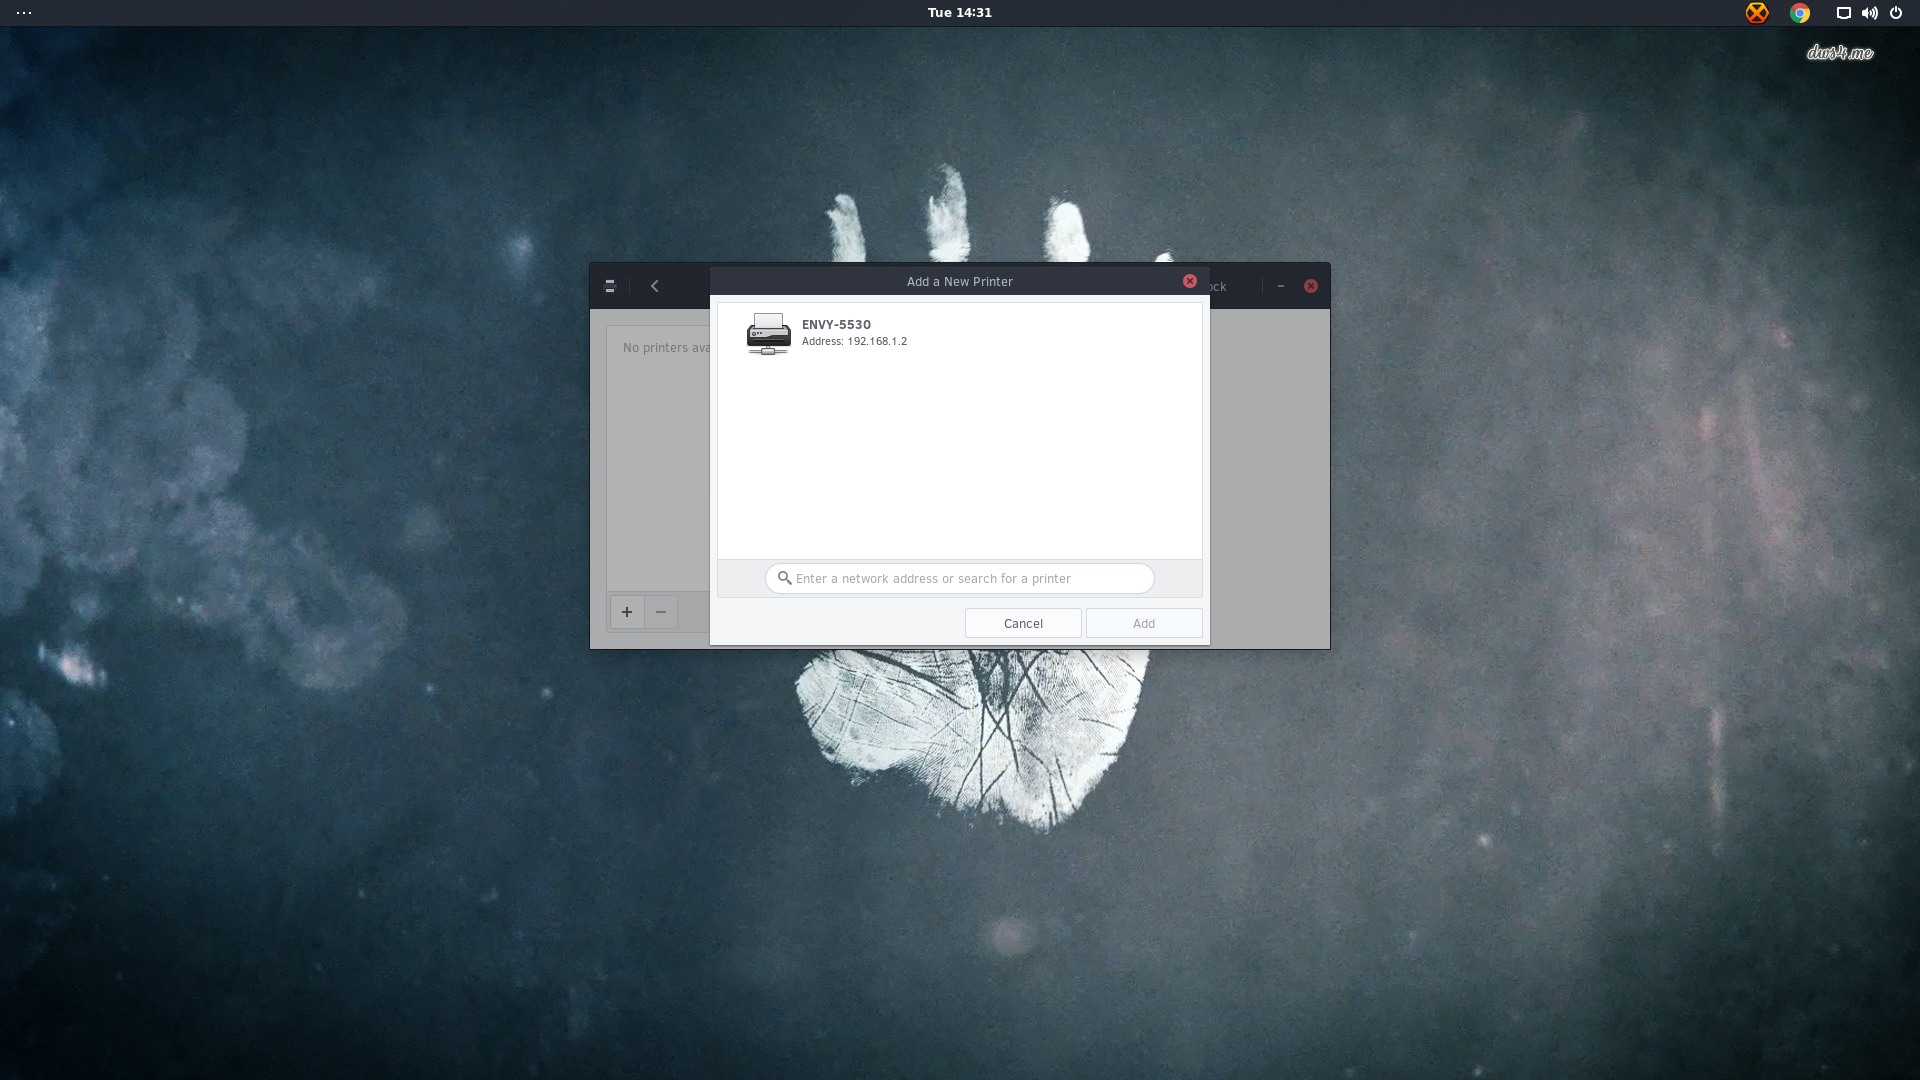 ...
Tue 14:31
dws4.me
Add a New Printer
ock
No printers ava
ENVY-5530
Address: 192.168.1.2
Enter a network address or search for a printer
Cancel
Add